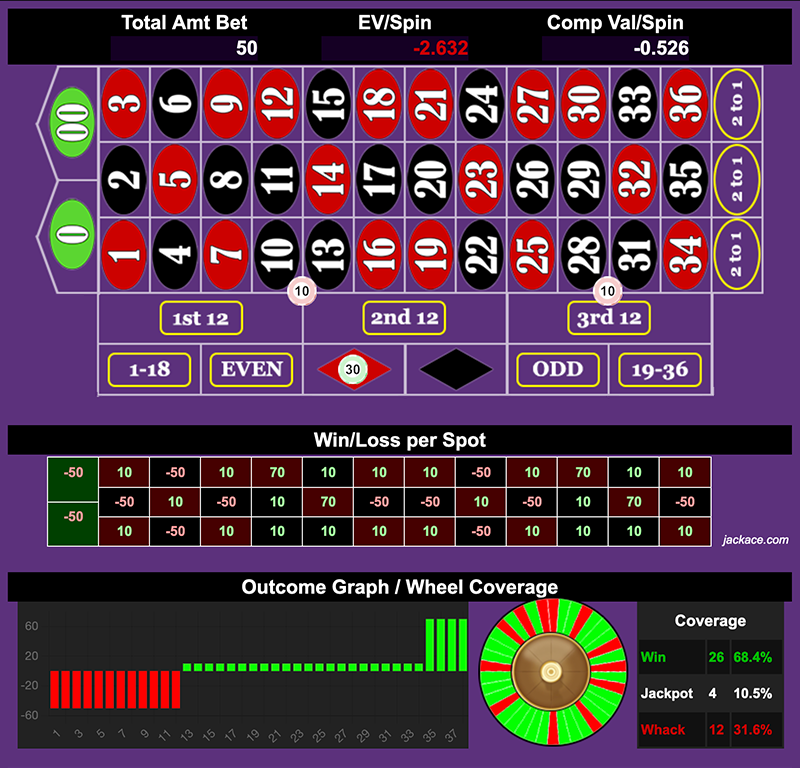 Total Amt Bet EV/Spin Comp Val/Spin
50 -2.632 -0.526
00 3 6 9 12 15 18 21 24 27 30 33 36 2 to 1
2 5 8 11 14 17 20 23 26 29 32 35 2 to 1
0 1 4 7 10 13 16 19 22 25 28 31 34 2 to 1
10 10
1st 12 2nd 12 3rd 12
1-18 EVEN 30 ODD 19-36
Win/Loss per Spot
-50 10 -50 10 70 10 10 10 -50 10 70 10 10
-50 10 -50 10 70 -50 -50 10 -50 10 70 -50
-50 10 -50 10 10 10 10 10 -50 10 10 10 10
jackace.com
Outcome Graph / Wheel Coverage
60
20
-20
-60
1 3 5 7 9 11 13 15 17 19 21 23 25 27 29 31 33 35 37
Coverage
Win 26 68.4%
Jackpot 4 10.5%
Whack 12 31.6%